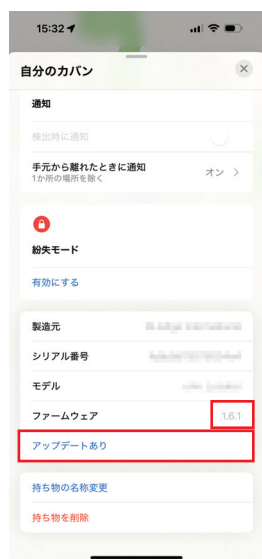 15:32
自分のカバン
通知
検出時に通知
手元から離れたときに通知
1か所の場所を除く
オン
紛失モード
有効にする
製造元
シリアル番号
モデル
ファームウェア
1.6.1
アップデートあり
持ち物の名称変更
持ち物を削除